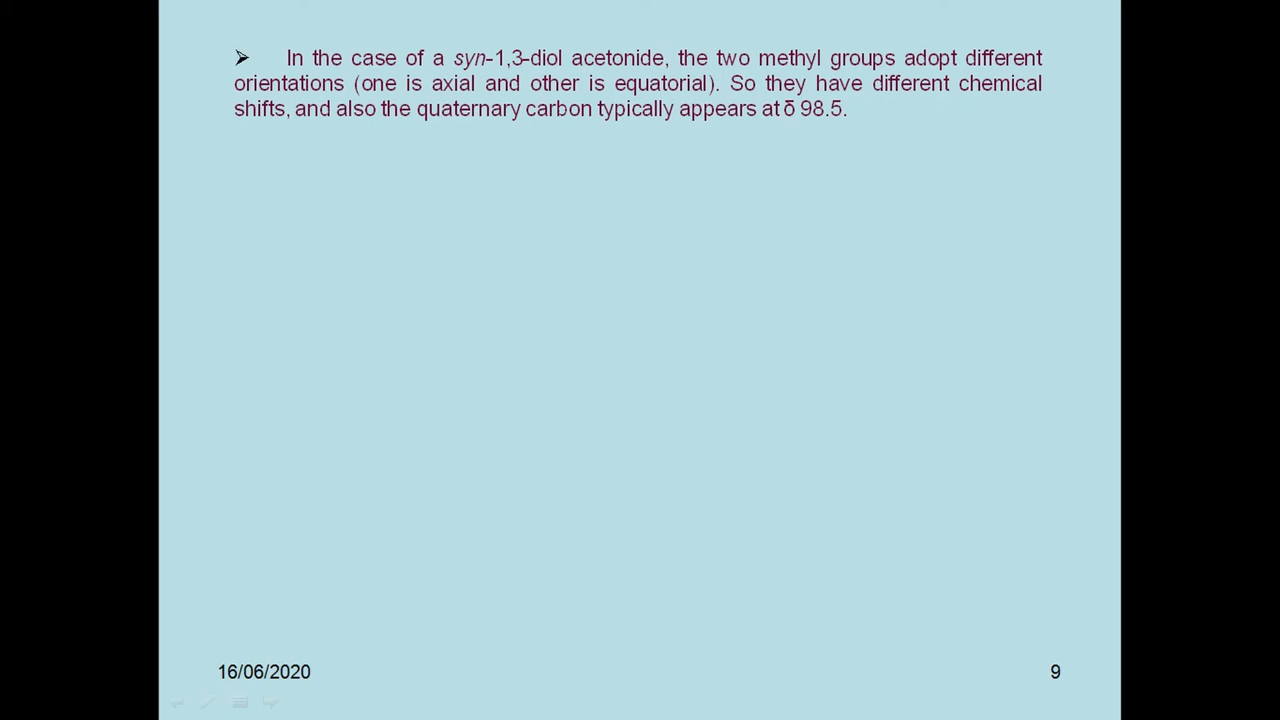 ➢ In the case of a syn-1,3-diol acetonide, the two methyl groups adopt different
orientations (one is axial and other is equatorial). So they have different chemical
shifts, and also the quaternary carbon typically appears at δ 98.5.
16/06/2020
9